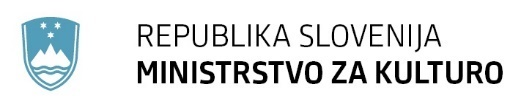 REPUBLIKA SLOVENIJA
MINISTRSTVO ZA KULTURO